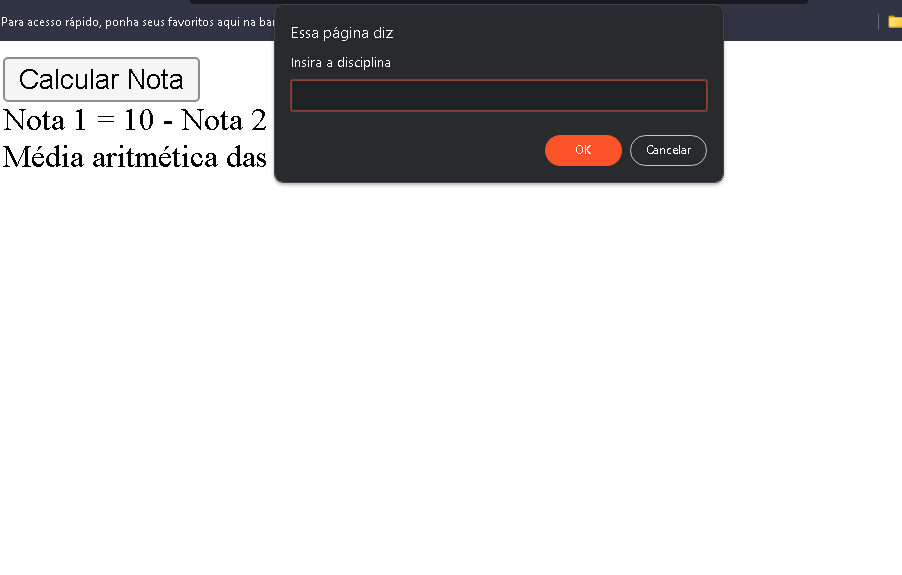 Para acesso rápido, ponha seus favoritos aqui na bar
Essa página diz
Insira a disciplina
OK
Cancelar
Calcular Nota
Nota 1 = 10 - Nota 2
Média aritmética das